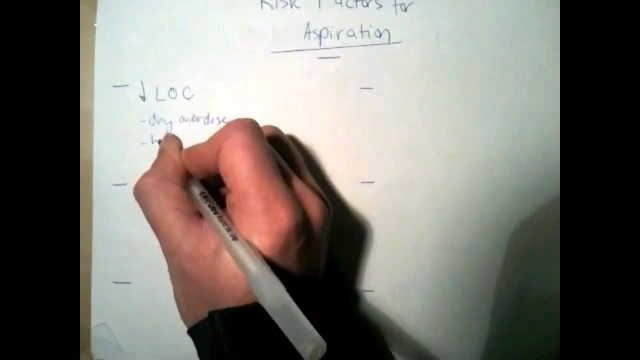 Risk Factors for
Aspiration
↓ LOC
- drug overdose
-